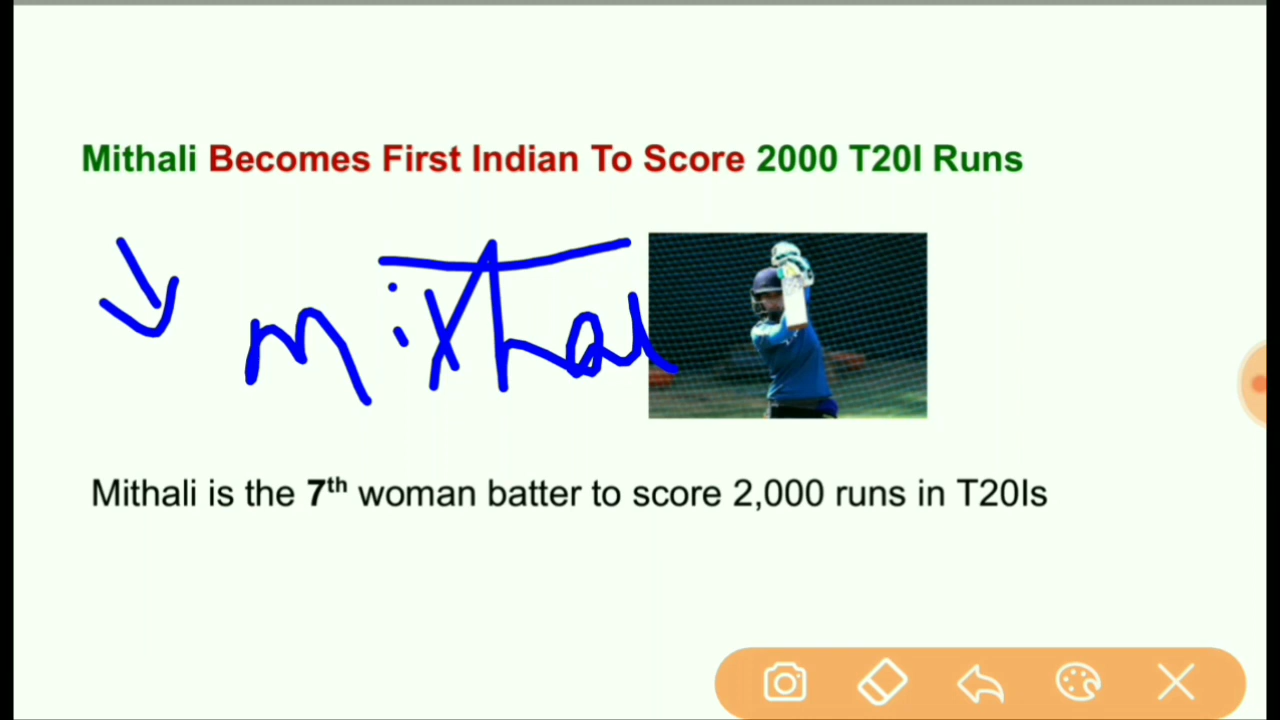 Mithali Becomes First Indian To Score 2000 T20I Runs
Mithal
Mithali is the 7th woman batter to score 2,000 runs in T20Is